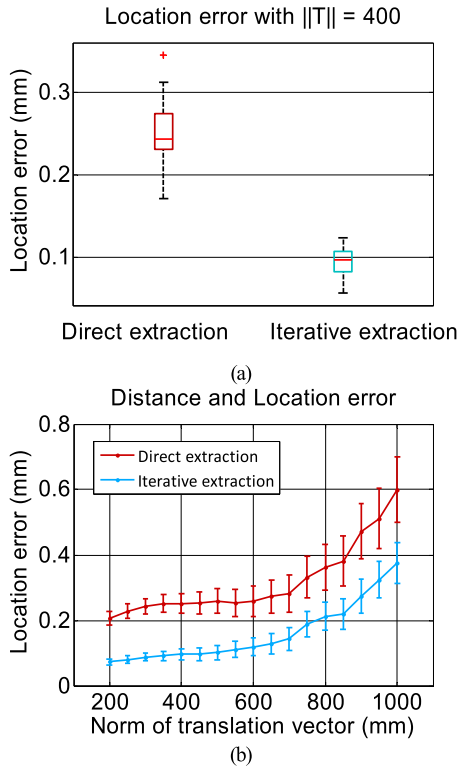 Location error with ||T|| = 400
Location error (mm)
0.3
0.2
0.1
Direct extraction Iterative extraction
(a)
Distance and Location error
Location error (mm)
0.8
0.6
0.4
0.2
0
Direct extraction
Iterative extraction
200 400 600 800 1000
Norm of translation vector (mm)
(b)